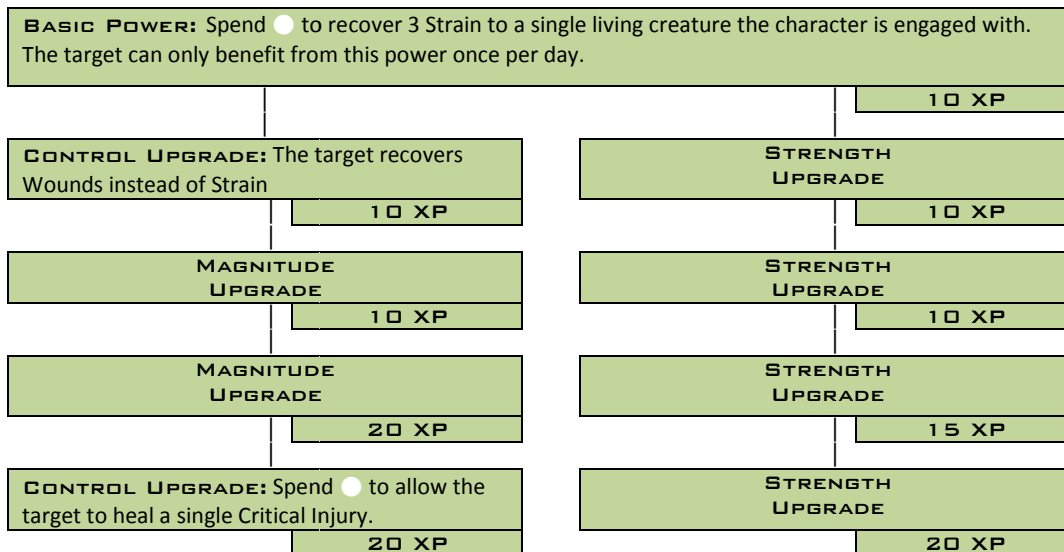 BASIC POWER: Spend to recover 3 Strain to a single living creature the character is engaged with.
The target can only benefit from this power once per day.
10 XP
CONTROL UPGRADE: The target recovers
Wounds instead of Strain
10 XP
STRENGTH
UPGRADE
10 XP
MAGNITUDE
UPGRADE
10 XP
STRENGTH
UPGRADE
10 XP
MAGNITUDE
UPGRADE
20 XP
STRENGTH
UPGRADE
15 XP
CONTROL UPGRADE: Spend to allow the
target to heal a single Critical Injury.
20 XP
STRENGTH
UPGRADE
20 XP